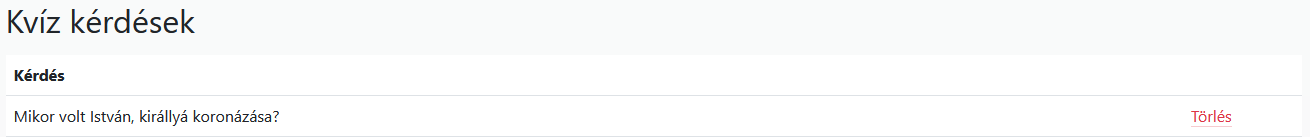 Kvíz kérdések
Kérdés
Mikor volt István, királlyá koronázása? Törlés